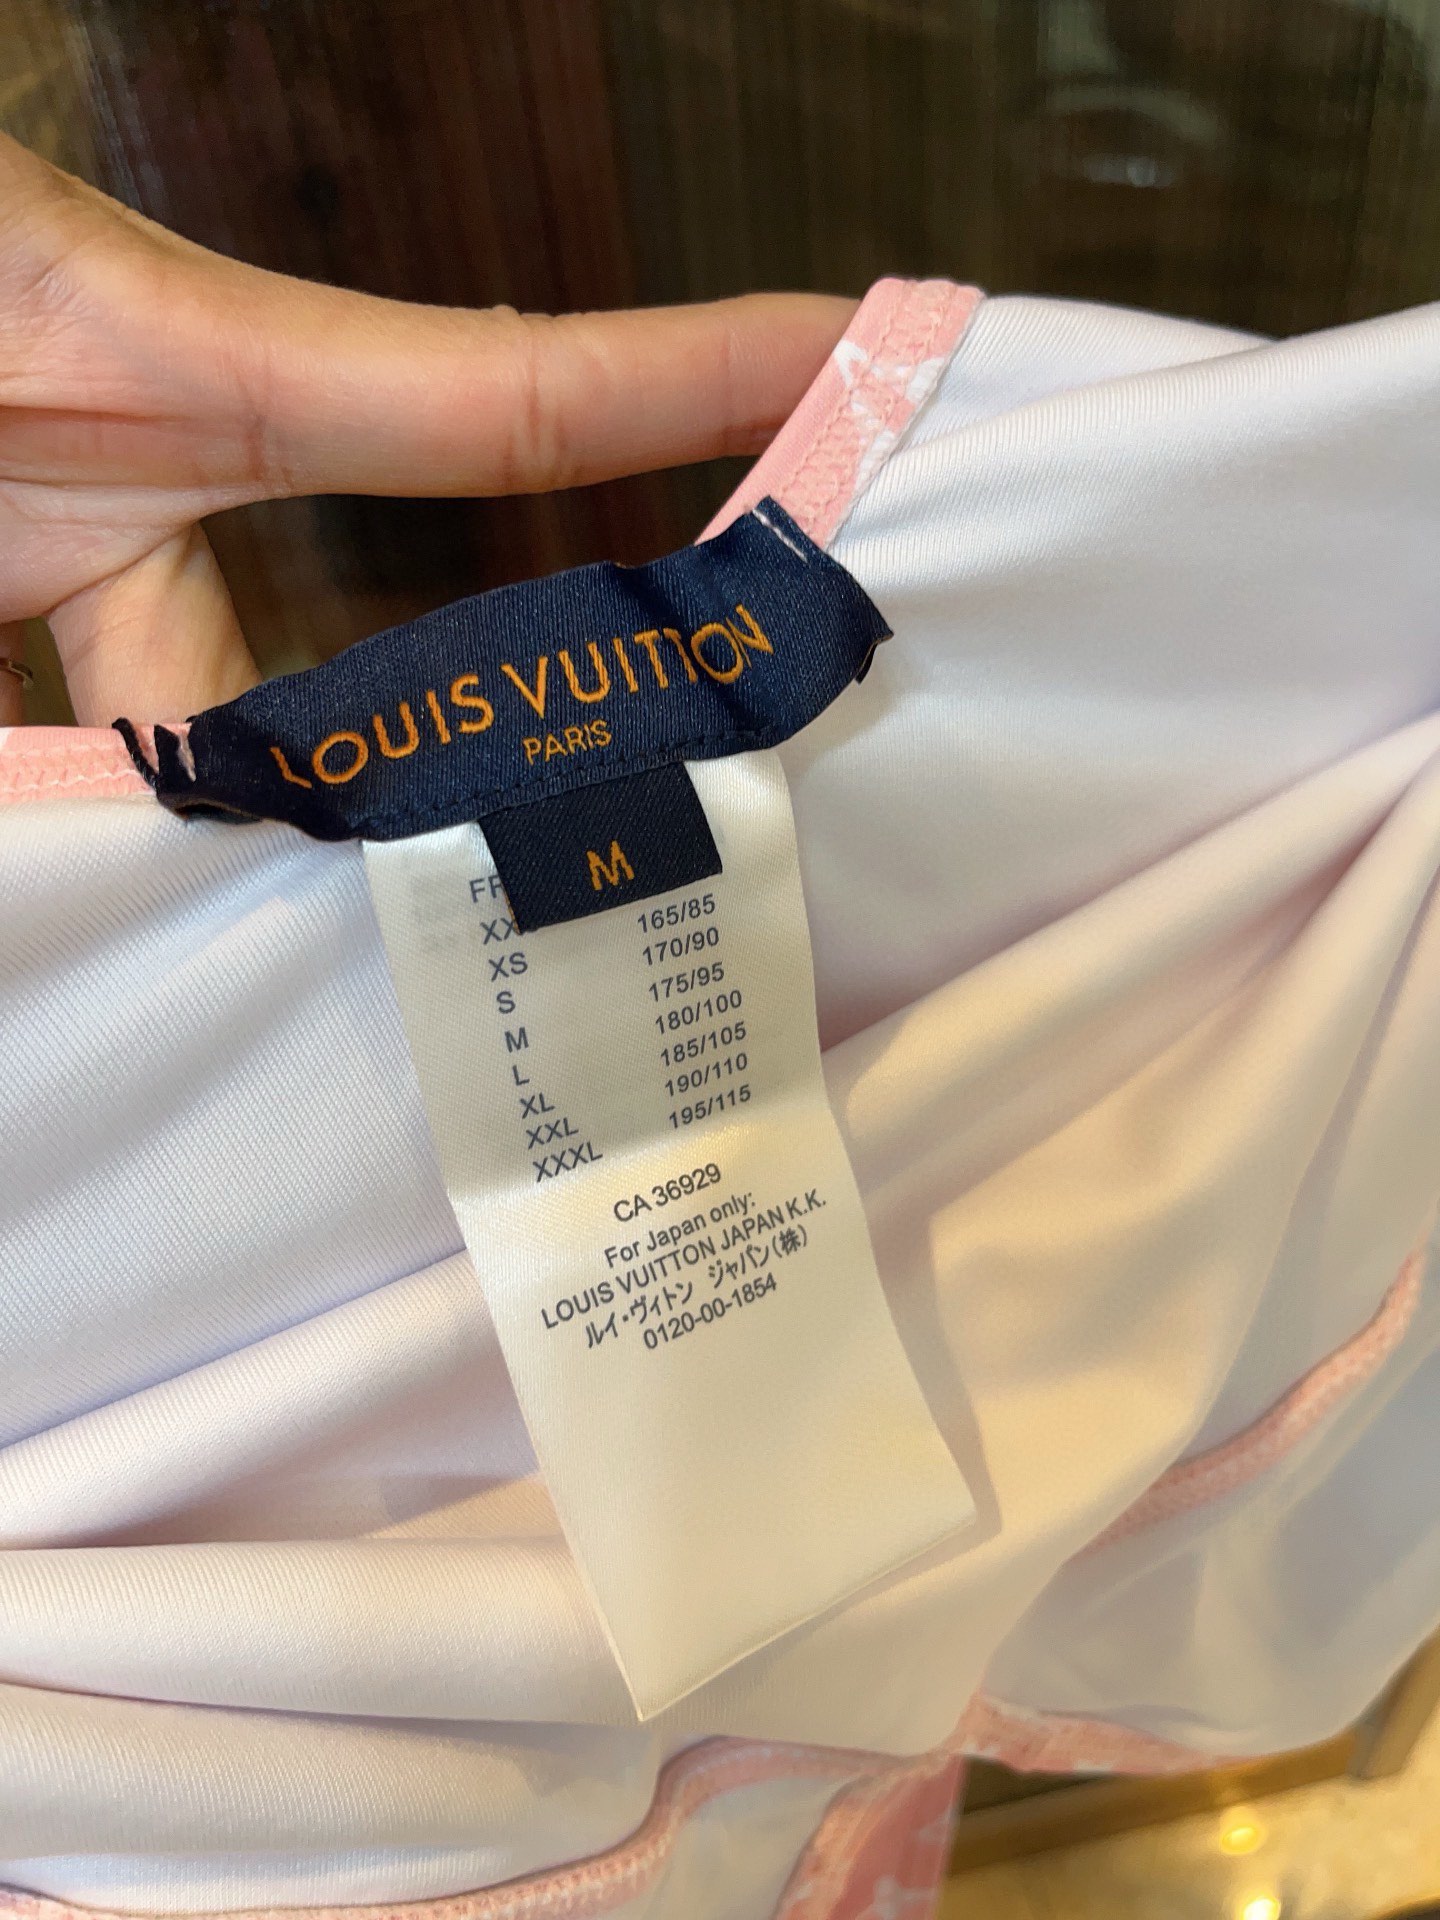 LOUIS VUITTON
PARIS
M
XS 165/85
S 170/90
M 175/95
L 180/100
XL 185/105
XXL 190/110
XXXL 195/115
CA 36929
For Japan only:
LOUIS VUITTON JAPAN K.K.
ルイ・ヴィトン ジャパン(株)
0120-00-1854